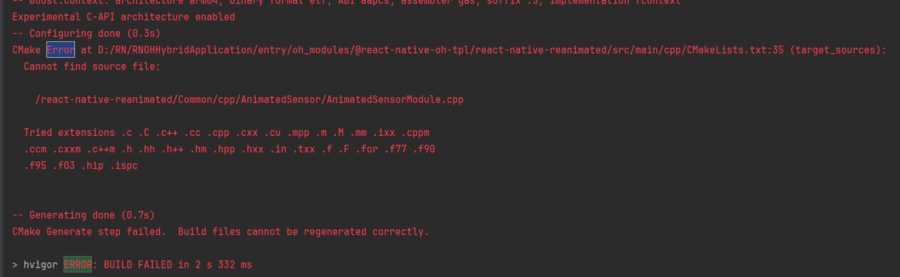 -- Boost.Context: architecture arm64, binary format elf, ABI aapcs, assembler gas, suffix .S, implementation fcontext
Experimental C-API architecture enabled
-- Configuring done (0.3s)
CMake Error at D:/RN/RNOHHybridApplication/entry/oh_modules/@react-native-oh-tpl/react-native-reanimated/src/main/cpp/CMakeLists.txt:35 (target_sources):
Cannot find source file:
/react-native-reanimated/Common/cpp/AnimatedSensor/AnimatedSensorModule.cpp
Tried extensions .c .C .c++ .cc .cpp .cxx .cu .mpp .m .M .mm .ixx .cppm
.ccm .cxxm .c++m .h .hh .h++ .hm .hpp .hxx .in .txx .f .F .for .f77 .f90
.f95 .f03 .hip .ispc
-- Generating done (0.7s)
CMake Generate step failed.  Build files cannot be regenerated correctly.
> hvigor ERROR: BUILD FAILED in 2 s 332 ms